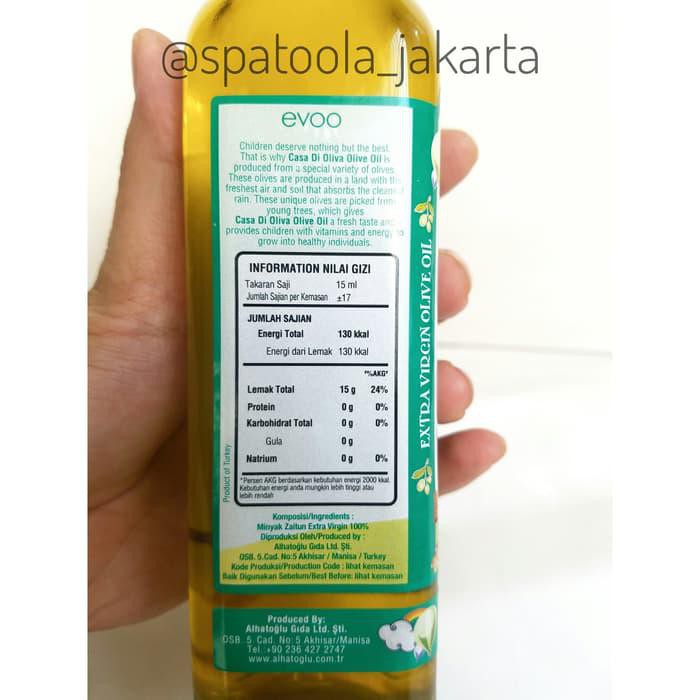 @spatoola_jakarta
evoo
Children deserve nothing but the best.
That is why Casa Di Oliva Olive Oil is
produced from a special variety of olives.
These olives are produced in a land with the
freshest air and soil that absorbs the cleanest
rain. These unique olives are picked from
young trees, which gives
Casa Di Oliva Olive Oil a fresh taste and
provides children with vitamins and energy to
grow into healthy individuals.
INFORMATION NILAI GIZI
Takaran Saji 15 ml
Jumlah Sajian per Kemasan ±17
JUMLAH SAJIAN
Energi Total 130 kkal
Energi dari Lemak 130 kkal
%AKG*
Lemak Total 15 g 24%
Protein 0 g 0%
Karbohidrat Total 0 g 0%
Gula 0 g
Natrium 0 g 0%
*Persen AKG berdasarkan kebutuhan energi 2000 kkal.
Kebutuhan energi anda mungkin lebih tinggi atau
lebih rendah
Product of Turkey
Komposisi/Ingredients :
Minyak Zaitun Extra Virgin 100%
Diproduksi Oleh/Produced by :
Alhatoğlu Gıda Ltd. Şti.
OSB. 5.Cad. No:5 Akhisar / Manisa / Turkey
Kode Produksi/Production Code : lihat kemasan
Baik Digunakan Sebelum/Best Before: lihat kemasan
EXTRA VIRGIN OLIVE OIL
Produced By:
Alhatoğlu Gıda Ltd. Şti.
OSB. 5. Cad. No: 5 Akhisar/Manisa
Tel.:+90 236 427 2747
www.alhatoglu.com.tr